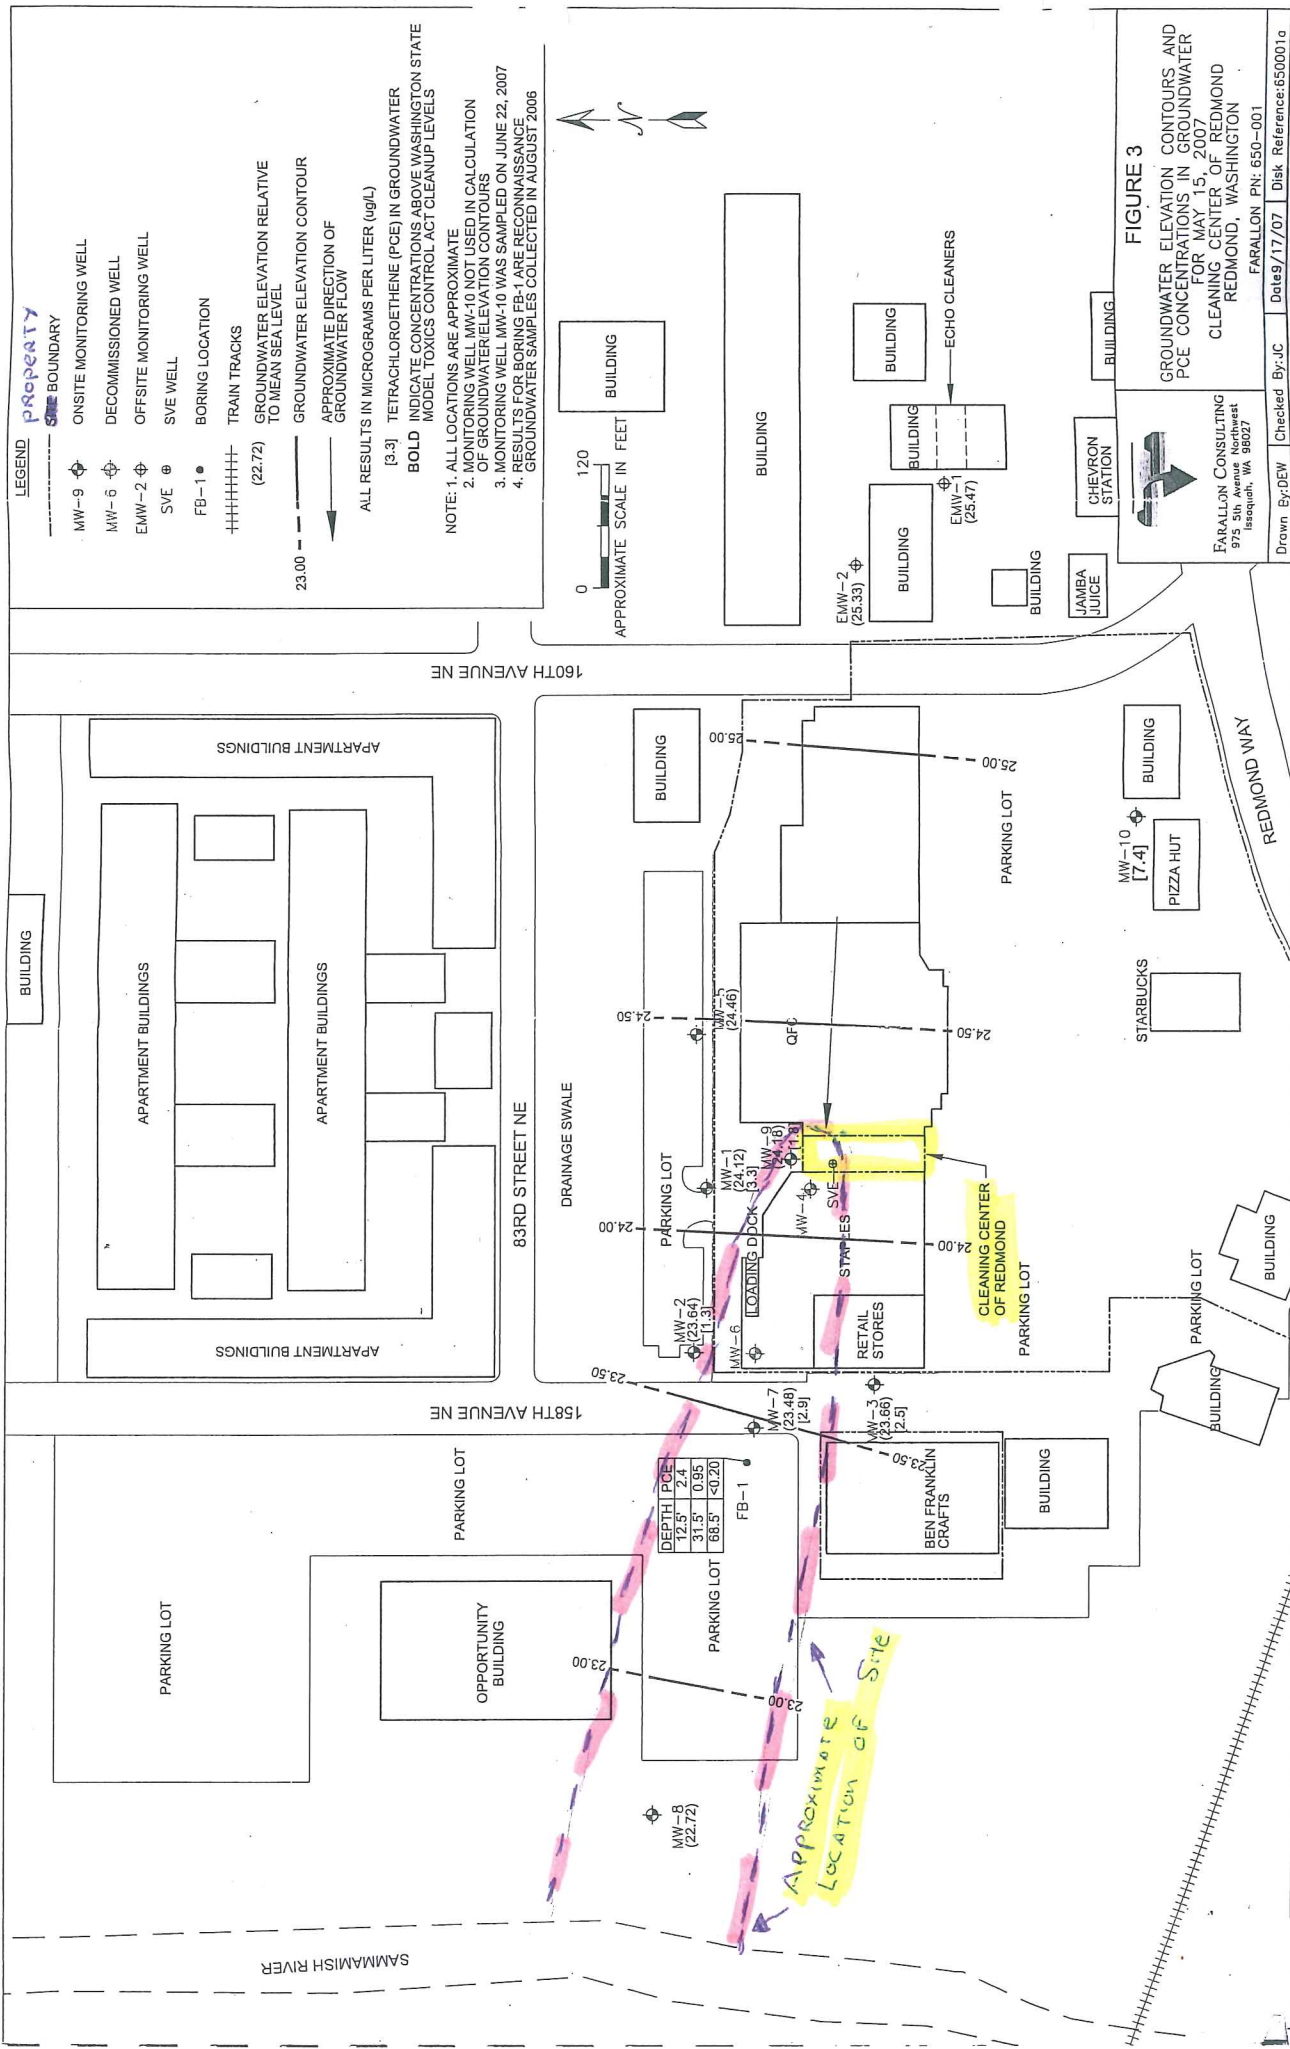 LEGEND
PROPERTY
BOUNDARY
MW-9 ONSITE MONITORING WELL
MW-6 DECOMMISSIONED WELL
EMW-2 OFFSITE MONITORING WELL
SVE SVE WELL
FB-1 BORING LOCATION
TRAIN TRACKS
(22.72) GROUNDWATER ELEVATION RELATIVE
TO MEAN SEA LEVEL
23.00 GROUNDWATER ELEVATION CONTOUR
APPROXIMATE DIRECTION OF
GROUNDWATER FLOW
ALL RESULTS IN MICROGRAMS PER LITER (ug/L)
[3.3] TETRACHLOROETHENE (PCE) IN GROUNDWATER
BOLD INDICATE CONCENTRATIONS ABOVE WASHINGTON STATE
MODEL TOXICS CONTROL ACT CLEANUP LEVELS
NOTE: 1. ALL LOCATIONS ARE APPROXIMATE
2. MONITORING WELL MW-10 NOT USED IN CALCULATION
OF GROUNDWATER/ELEVATION CONTOURS
3. MONITORING WELL MW-10 WAS SAMPLED ON JUNE 22, 2007
4. RESULTS FOR BORING FB-1 ARE RECONNAISSANCE
GROUNDWATER SAMPLES COLLECTED IN AUGUST 2006
N
0 120
APPROXIMATE SCALE IN FEET
BUILDING
BUILDING
BUILDING
BUILDING
ECHO CLEANERS
EMW-1
(25.47)
BUILDING
EMW-2
(25.33)
BUILDING
JAMBA
JUICE
CHEVRON
STATION
BUILDING
160TH AVENUE NE
REDMOND WAY
BUILDING
APARTMENT BUILDINGS
APARTMENT BUILDINGS
APARTMENT BUILDINGS
APARTMENT BUILDINGS
83RD STREET NE
DRAINAGE SWALE
BUILDING
PARKING LOT
25.00
25.00
PARKING LOT
BUILDING
MW-10
[7.4]
PIZZA HUT
STARBUCKS
24.50
MW-5
(24.46)
QFC
24.50
MW-1
(24.12)
[3.3]
MW-9
(24.18)
[1.8]
MW-4
SVE
STAPLES
LOADING DOCK
24.00
24.00
CLEANING CENTER
OF REDMOND
PARKING LOT
MW-2
(23.64)
[1.3]
MW-6
RETAIL
STORES
PARKING LOT
BUILDING
BUILDING
158TH AVENUE NE
23.50
MW-7
(23.48)
[2.9]
MW-3
(23.66)
[2.5]
23.50
PARKING LOT
DEPTH PCE
12.5' 2.4
31.5' 0.95
68.5' <0.20
FB-1
BEN FRANKLIN
CRAFTS
BUILDING
PARKING LOT
OPPORTUNITY
BUILDING
PARKING LOT
23.00
23.00
MW-8
(22.72)
APPROXIMATE
LOCATION OF SITE
SAMMAMISH RIVER
FARALLON CONSULTING
975 5th Avenue Northwest
Issaquah, WA 98027
FIGURE 3
GROUNDWATER ELEVATION CONTOURS AND
PCE CONCENTRATIONS IN GROUNDWATER
FOR MAY 15, 2007
CLEANING CENTER OF REDMOND
REDMOND, WASHINGTON
FARALLON PN: 650-001
Drawn By:DEW Checked By:JC Date9/17/07 Disk Reference:650001a